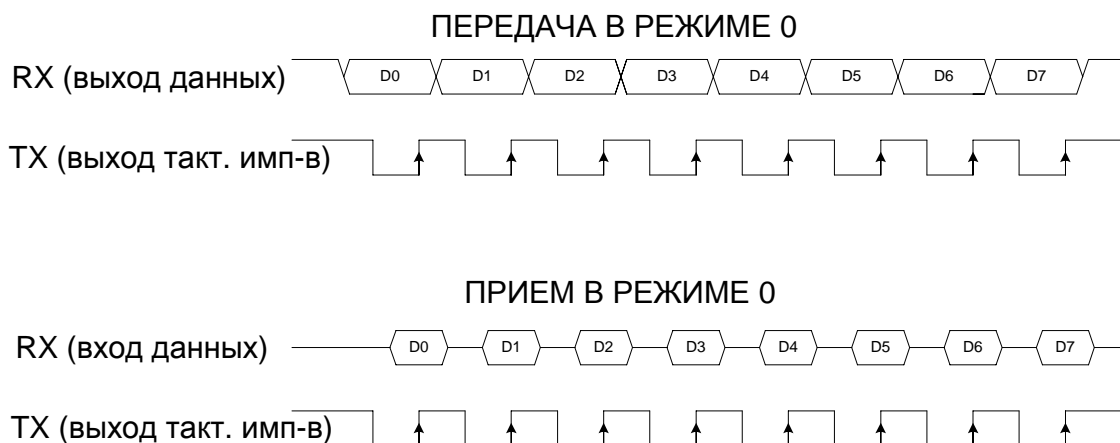 ПЕРЕДАЧА В РЕЖИМЕ 0
RX (выход данных) D0 D1 D2 D3 D4 D5 D6 D7
TX (выход такт. имп-в)
ПРИЕМ В РЕЖИМЕ 0
RX (вход данных) D0 D1 D2 D3 D4 D5 D6 D7
TX (выход такт. имп-в)